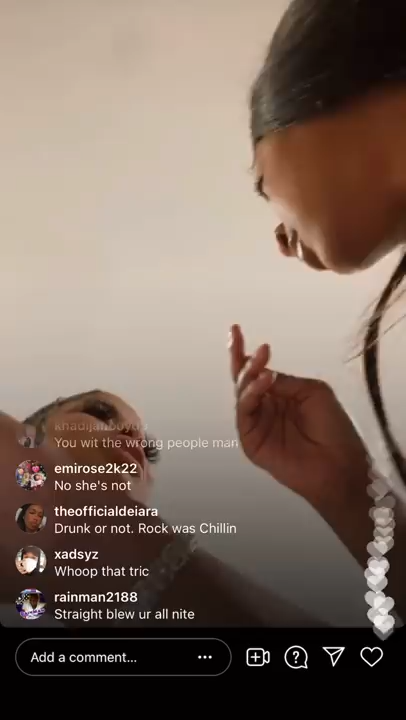 You wit the wrong people man
emirose2k22
No she's not
theofficialdeiara
Drunk or not. Rock was Chillin
xadsyz
Whoop that tric
rainman2188
Straight blew ur all nite
Add a comment...